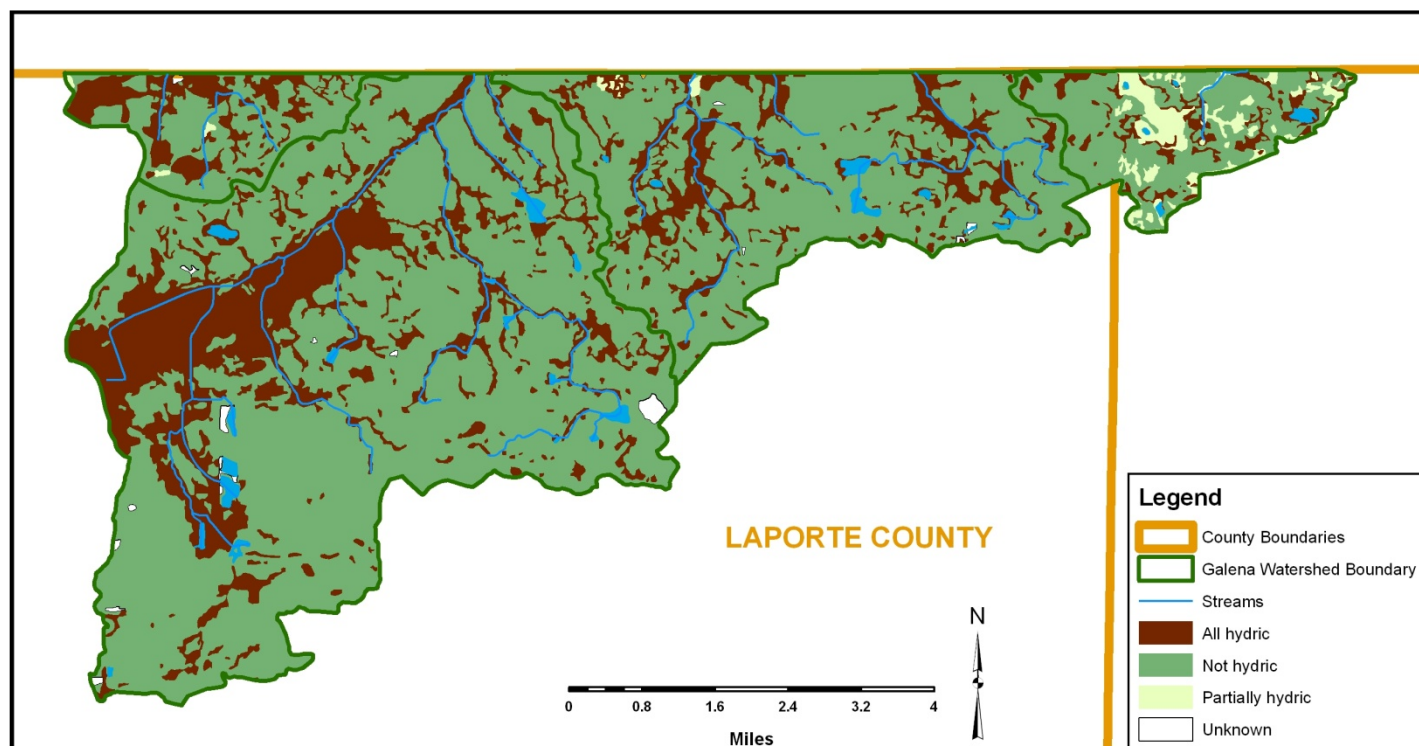 LAPORTE COUNTY
N
0 0.8 1.6 2.4 3.2 4
Miles
Legend
County Boundaries
Galena Watershed Boundary
Streams
All hydric
Not hydric
Partially hydric
Unknown